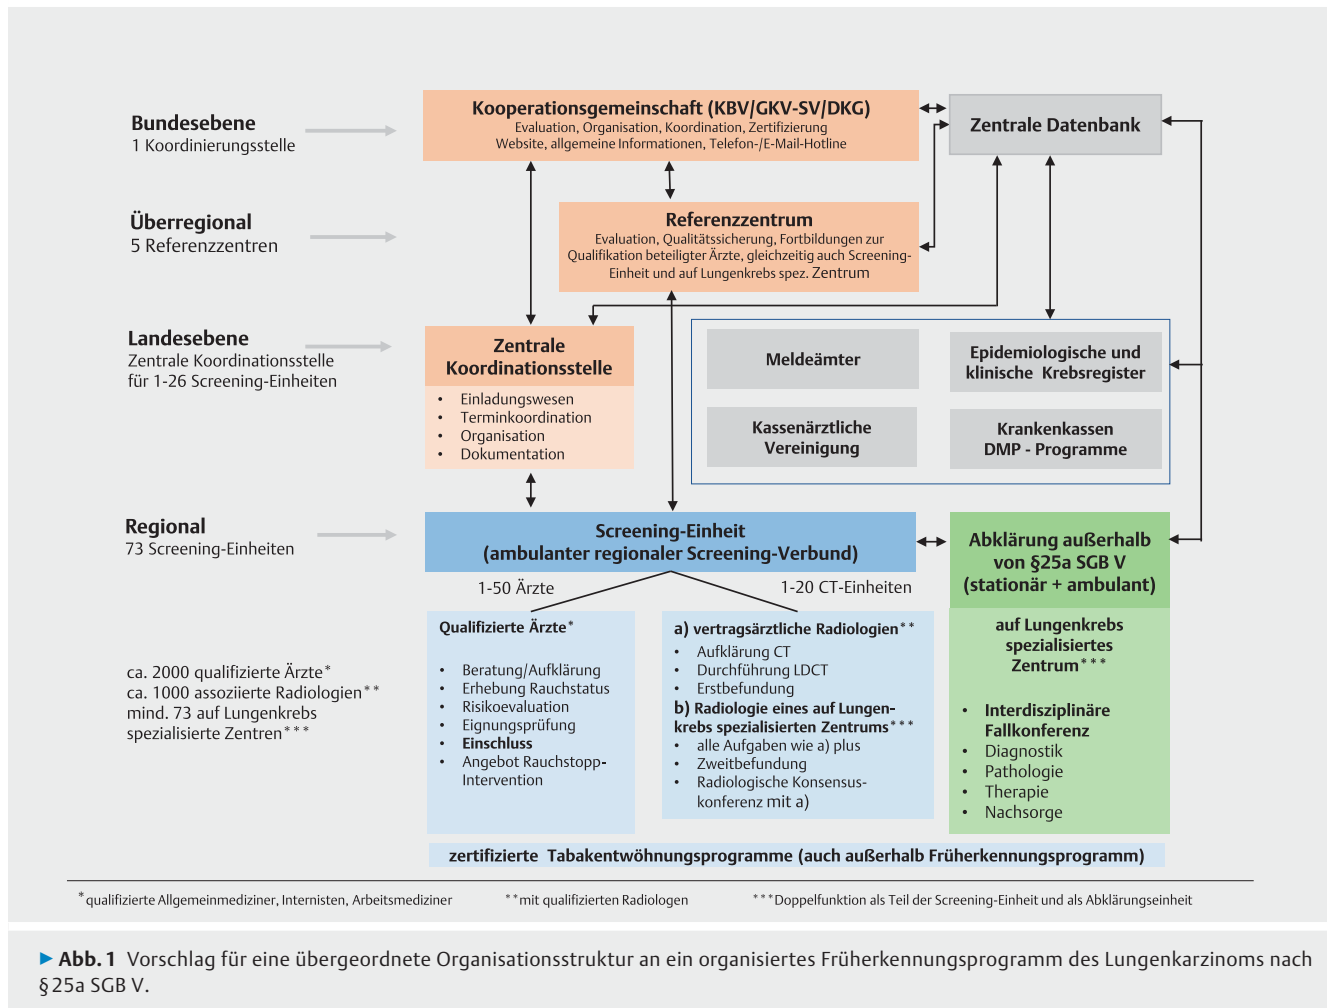 Bundesebene
1 Koordinierungsstelle
Kooperationsgemeinschaft (KBV/GKV-SV/DKG)
Evaluation, Organisation, Koordination, Zertifizierung
Website, allgemeine Informationen, Telefon-/E-Mail-Hotline
Zentrale Datenbank
Überregional
5 Referenzzentren
Referenzzentrum
Evaluation, Qualitätssicherung, Fortbildungen zur
Qualifikation beteiligter Ärzte, gleichzeitig auch Screening-
Einheit und auf Lungenkrebs spez. Zentrum
Landesebene
Zentrale Koordinationsstelle
für 1-26 Screening-Einheiten
Zentrale
Koordinationsstelle
• Einladungswesen
• Terminkoordination
• Organisation
• Dokumentation
Meldeämter
Epidemiologische und
klinische Krebsregister
Kassenärztliche
Vereinigung
Krankenkassen
DMP - Programme
Regional
73 Screening-Einheiten
Screening-Einheit
(ambulanter regionaler Screening-Verbund)
Abklärung außerhalb
von §25a SGB V
(stationär + ambulant)
1-50 Ärzte
1-20 CT-Einheiten
ca. 2000 qualifizierte Ärzte*
ca. 1000 assoziierte Radiologien**
mind. 73 auf Lungenkrebs
spezialisierte Zentren***
Qualifizierte Ärzte*
• Beratung/Aufklärung
• Erhebung Rauchstatus
• Risikoevaluation
• Eignungsprüfung
• Einschluss
• Angebot Rauchstopp-
Intervention
a) vertragsärztliche Radiologien**
• Aufklärung CT
• Durchführung LDCT
• Erstbefundung
b) Radiologie eines auf Lungen-
krebs spezialisierten Zentrums***
• alle Aufgaben wie a) plus
• Zweitbefundung
• Radiologische Konsensus-
konferenz mit a)
auf Lungenkrebs
spezialisiertes
Zentrum***
• Interdisziplinäre
Fallkonferenz
• Diagnostik
• Pathologie
• Therapie
• Nachsorge
zertifizierte Tabakentwöhnungsprogramme (auch außerhalb Früherkennungsprogramm)
*qualifizierte Allgemeinmediziner, Internisten, Arbeitsmediziner
**mit qualifizierten Radiologen
***Doppelfunktion als Teil der Screening-Einheit und als Abklärungseinheit
▶ Abb. 1 Vorschlag für eine übergeordnete Organisationsstruktur an ein organisiertes Früherkennungsprogramm des Lungenkarzinoms nach
§ 25a SGB V.